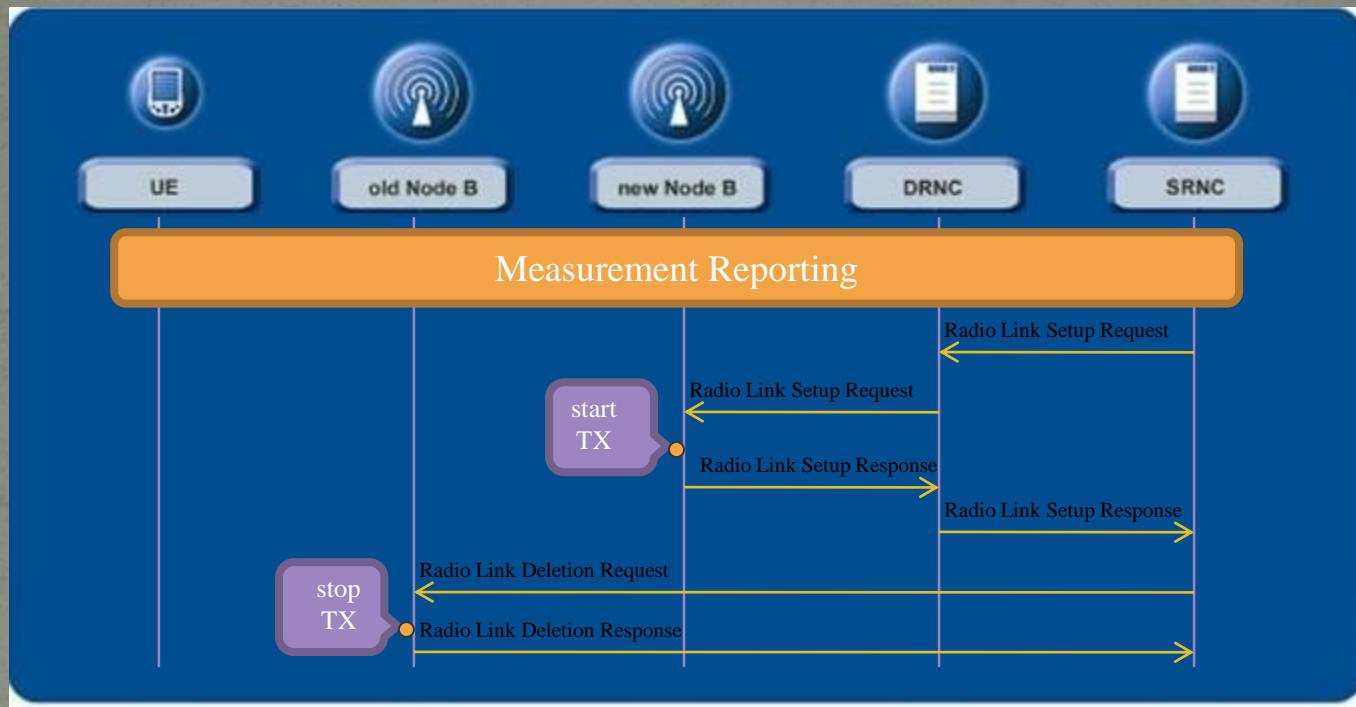 UE
old Node B
new Node B
DRNC
SRNC
Measurement Reporting
Radio Link Setup Request
Radio Link Setup Request
start
TX
Radio Link Setup Response
Radio Link Setup Response
Radio Link Deletion Request
stop
TX
Radio Link Deletion Response